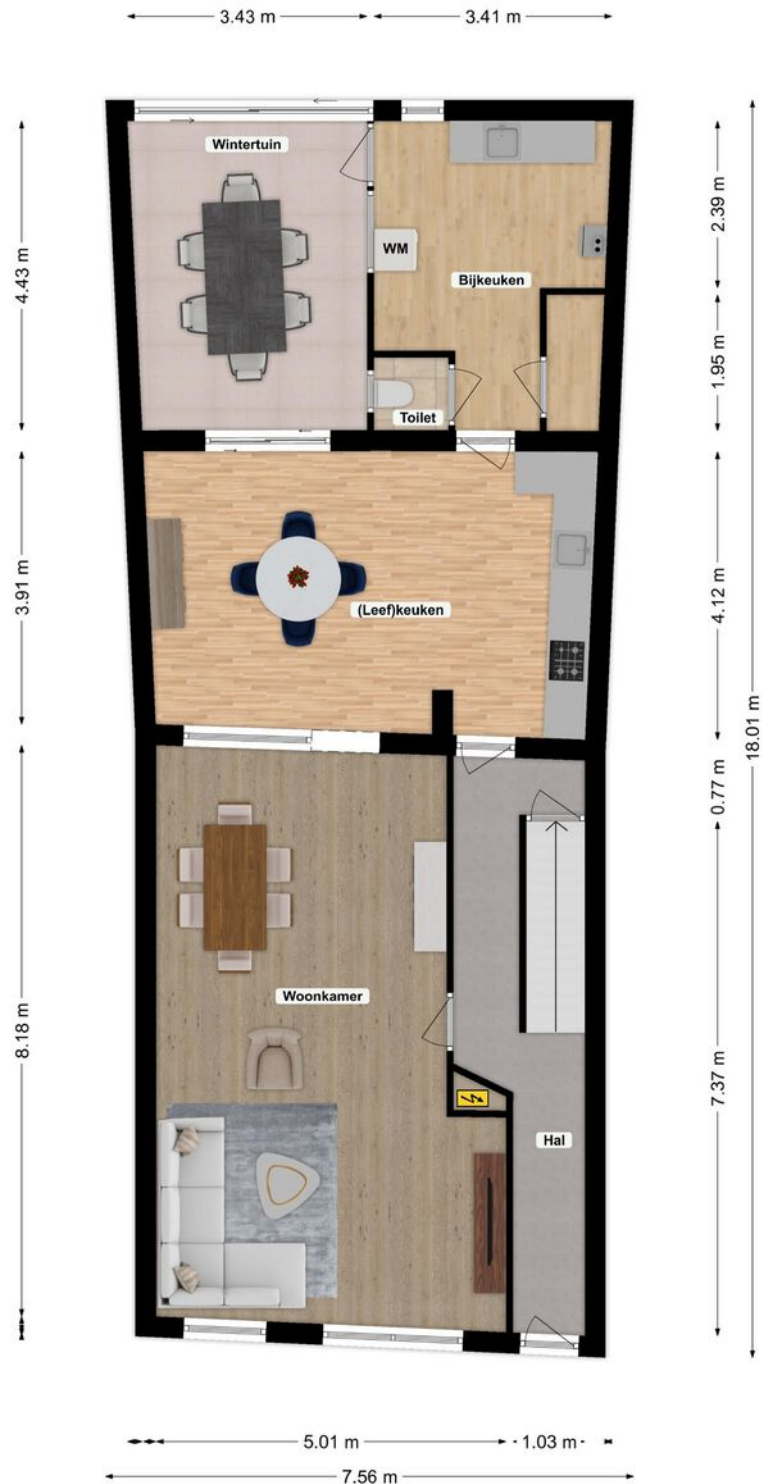 3.43 m
3.41 m
Wintertuin
2.39 m
WM
4.43 m
Bijkeuken
1.95 m
Toilet
3.91 m
(Leef)keuken
4.12 m
18.01 m
0.77 m
Woonkamer
8.18 m
7.37 m
Hal
5.01 m
1.03 m
7.56 m